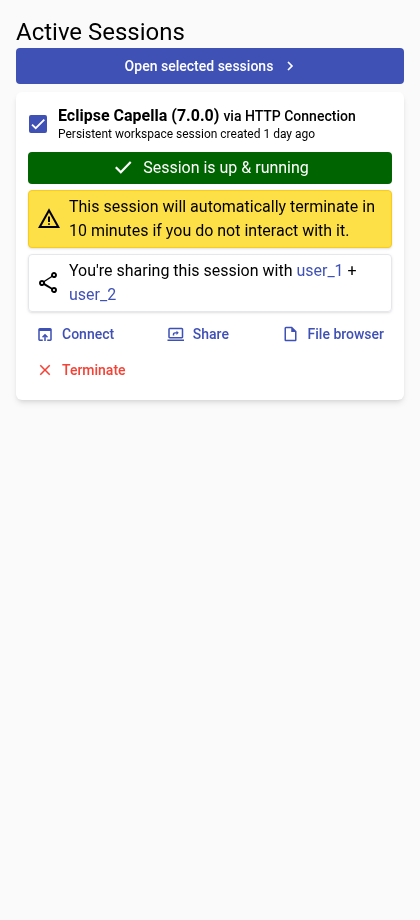 Active Sessions
Open selected sessions
Eclipse Capella (7.0.0) via HTTP Connection
Persistent workspace session created 1 day ago
Session is up & running
This session will automatically terminate in
10 minutes if you do not interact with it.
You're sharing this session with user_1 +
user_2
Connect Share File browser
Terminate